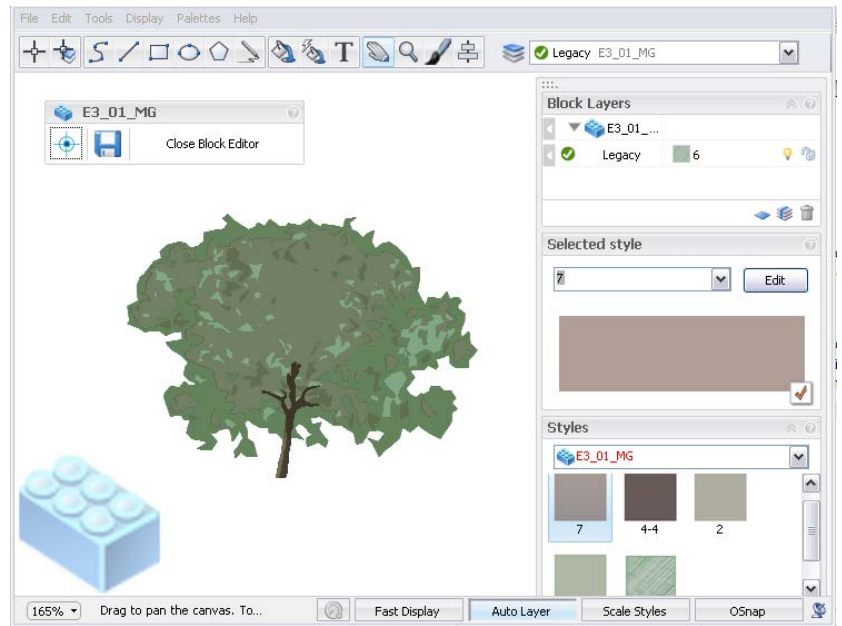 File Edit Tools Display Palettes Help
T
Legacy E3_01_MG
E3_01_MG
Close Block Editor
Block Layers
E3_01_...
Legacy 6
Selected style
7 Edit
Styles
E3_01_MG
7 4-4 2
165% Drag to pan the canvas. To... Fast Display Auto Layer Scale Styles OSnap